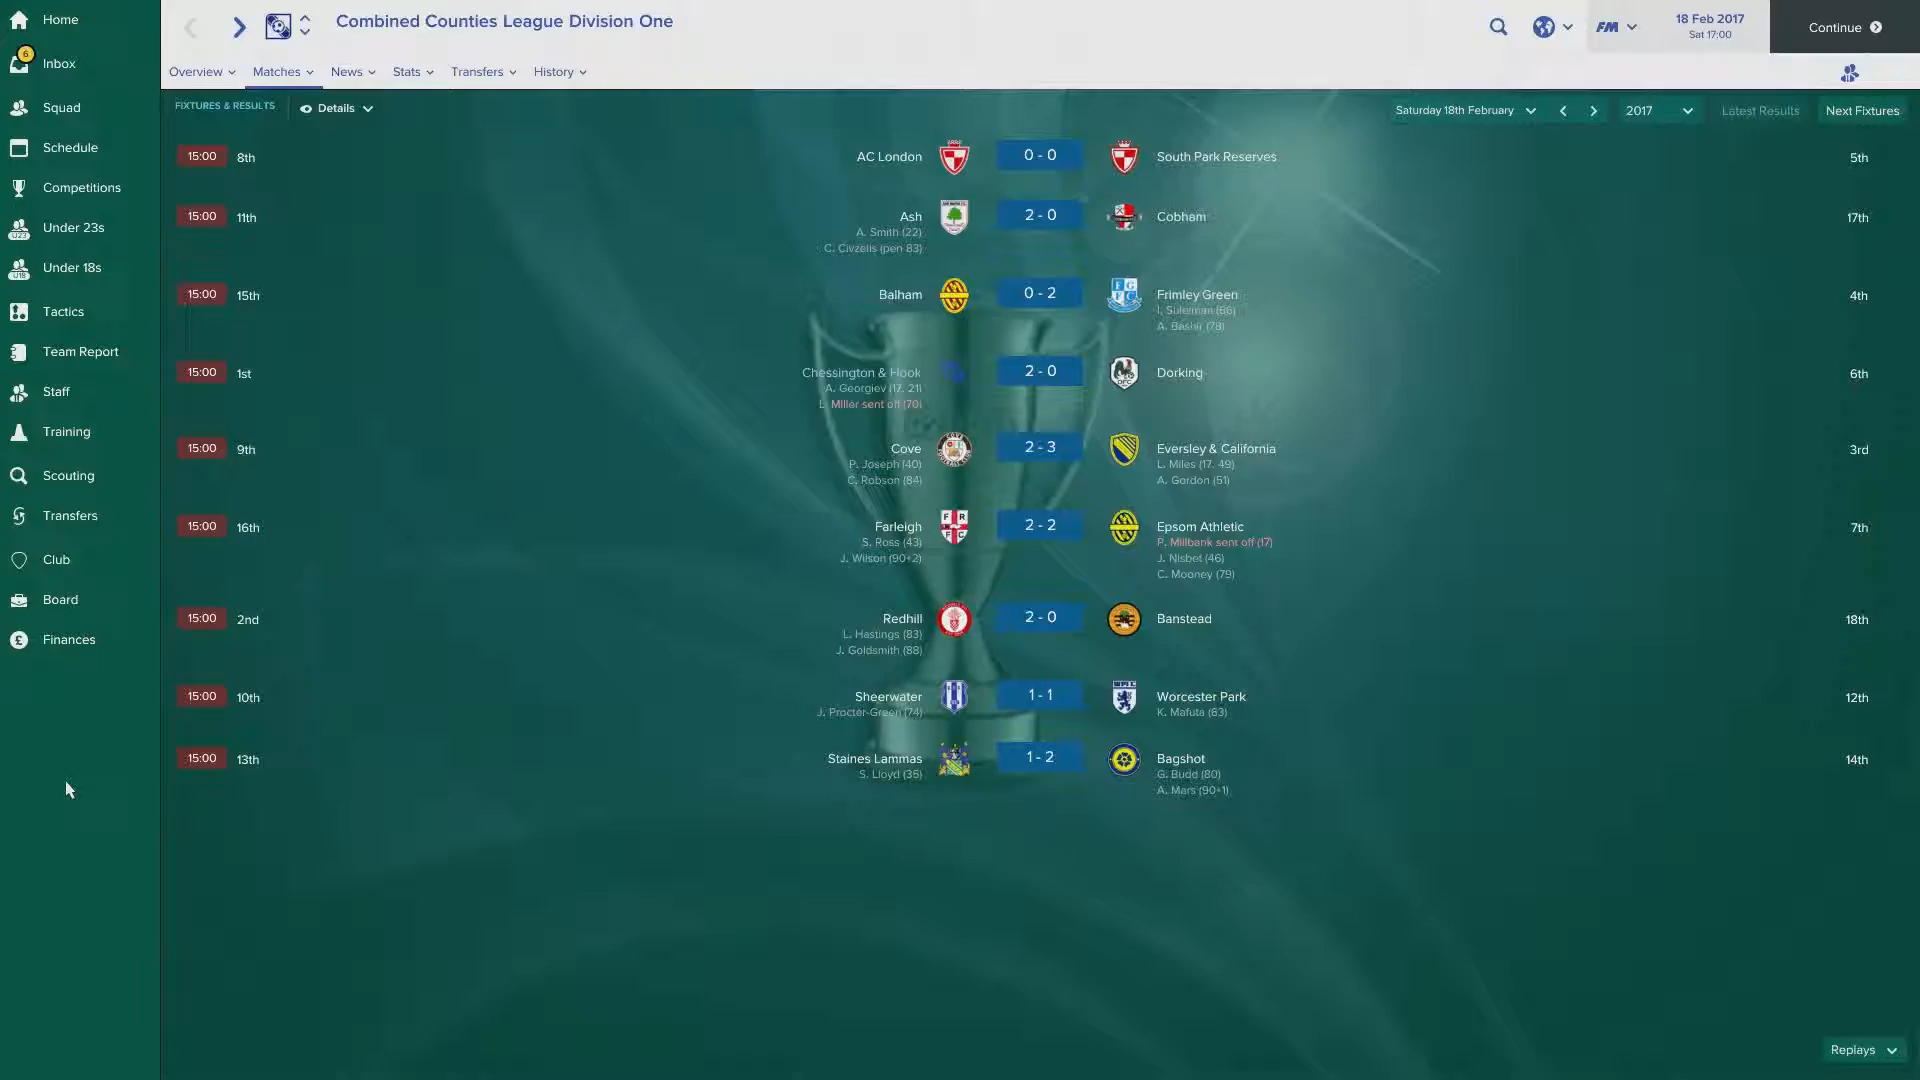 Home
6
Inbox
Squad
Schedule
Competitions
U23
Under 23s
U18
Under 18s
Tactics
Team Report
Staff
Training
Scouting
Transfers
Club
Board
Finances
Combined Counties League Division One
FM
18 Feb 2017
Sat 17:00
Continue
Overview Matches News Stats Transfers History
FIXTURES & RESULTS Details Saturday 18th February 2017 Latest Results Next Fixtures
15:00 8th AC London 0 - 0 South Park Reserves 5th
15:00 11th Ash 2 - 0 Cobham 17th
A. Smith (22)
C. Civzelis (pen 83)
15:00 15th Balham 0 - 2 Frimley Green 4th
I. Suleman (66)
A. Bashir (78)
15:00 1st Chessington & Hook 2 - 0 Dorking 6th
A. Georgiev (17, 21)
L. Miller sent off (70)
15:00 9th Cove 2 - 3 Eversley & California 3rd
P. Joseph (40) L. Miles (17, 49)
C. Robson (84) A. Gordon (51)
15:00 16th Farleigh 2 - 2 Epsom Athletic 7th
S. Ross (43) P. Millbank sent off (17)
J. Wilson (90+2) J. Nisbet (46)
C. Mooney (79)
15:00 2nd Redhill 2 - 0 Banstead 18th
L. Hastings (83)
J. Goldsmith (88)
15:00 10th Sheerwater 1 - 1 Worcester Park 12th
J. Procter-Green (74) K. Mafuta (63)
15:00 13th Staines Lammas 1 - 2 Bagshot 14th
S. Lloyd (35) G. Budd (80)
A. Mars (90+1)
Replays